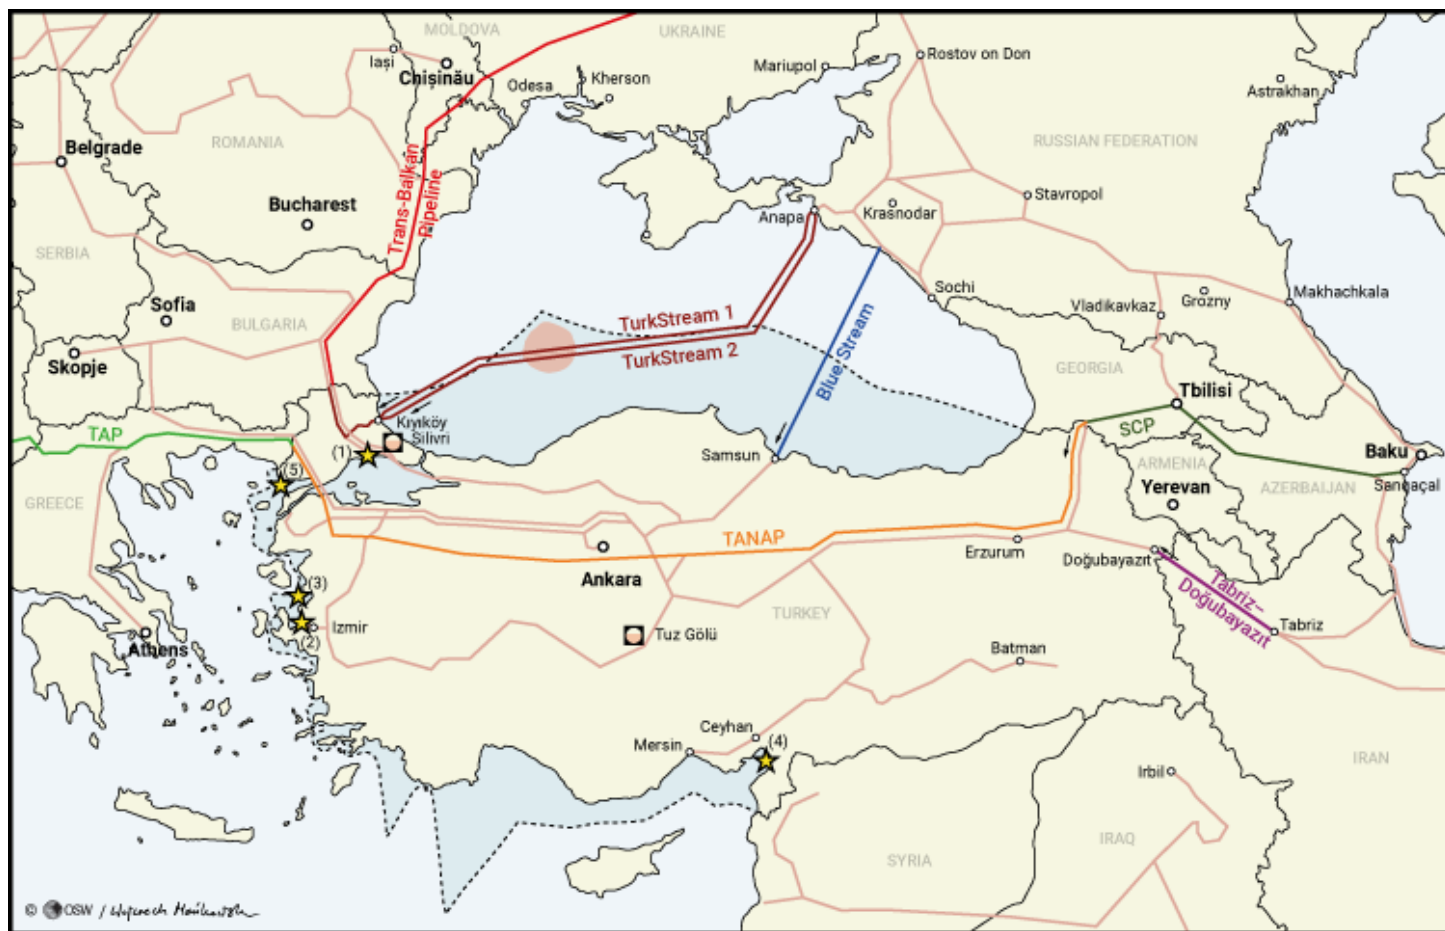 MOLDOVA
UKRAINE
Iași
Chișinău
Odesa
Kherson
Mariupol
Rostov on Don
Astrakhan
Belgrade
ROMANIA
RUSSIAN FEDERATION
Trans-Balkan
Pipeline
Bucharest
Anapa
Krasnodar
Stavropol
SERBIA
Sofia
BULGARIA
Sochi
Vladikavkaz
Grozny
Makhachkala
TurkStream 1
TurkStream 2
Blue Stream
Skopje
GEORGIA
Tbilisi
SCP
Kıyıköy
Silivri
TAP
(1)
Samsun
ARMENIA
Baku
(5)
Yerevan
AZERBAIJAN
Sangaçal
GREECE
TANAP
Erzurum
Doğubayazıt
Ankara
(3)
Tabriz–
Doğubayazıt
TURKEY
Izmir
Tuz Gölü
Tabriz
(2)
Athens
Batman
Ceyhan
Mersin
(4)
Irbil
IRAN
IRAQ
SYRIA
© OSW /